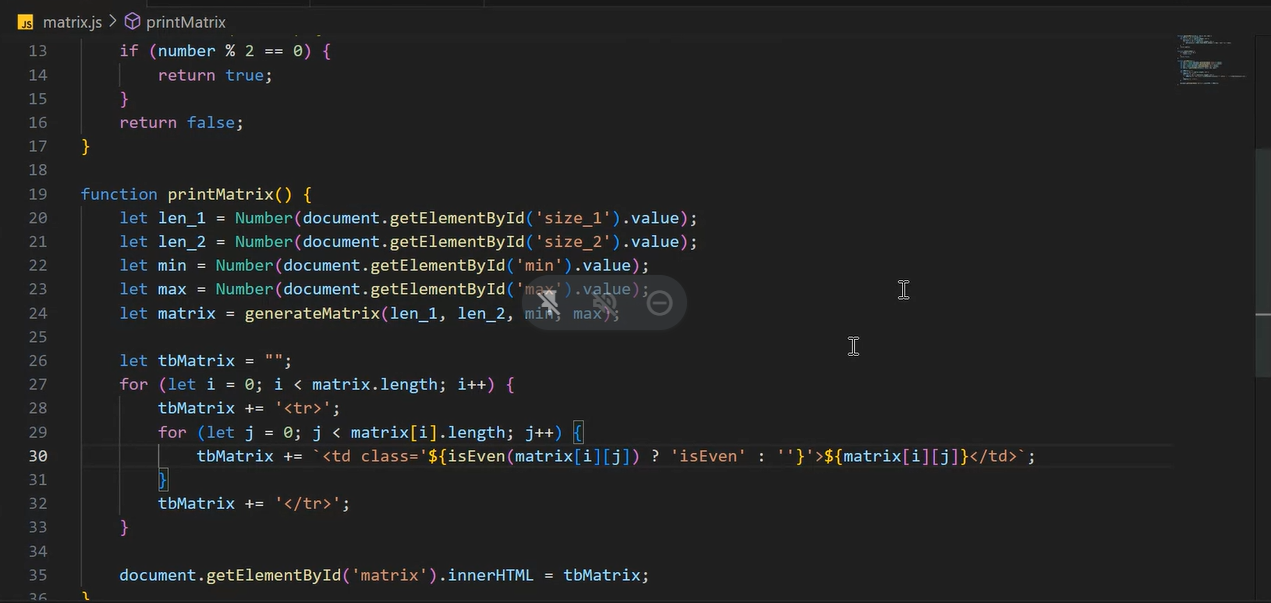 JS matrix.js > printMatrix
13 if (number % 2 == 0) {
14 return true;
15 }
16 return false;
17 }
18
19 function printMatrix() {
20 let len_1 = Number(document.getElementById('size_1').value);
21 let len_2 = Number(document.getElementById('size_2').value);
22 let min = Number(document.getElementById('min').value);
23 let max = Number(document.getElementById('max').value);
24 let matrix = generateMatrix(len_1, len_2, min, max);
25
26 let tbMatrix = "";
27 for (let i = 0; i < matrix.length; i++) {
28 tbMatrix += '<tr>';
29 for (let j = 0; j < matrix[i].length; j++) {
30 tbMatrix += `<td class='${isEven(matrix[i][j]) ? 'isEven' : ''}'>${matrix[i][j]}</td>`;
31 }
32 tbMatrix += '</tr>';
33 }
34
35 document.getElementById('matrix').innerHTML = tbMatrix;
36 }